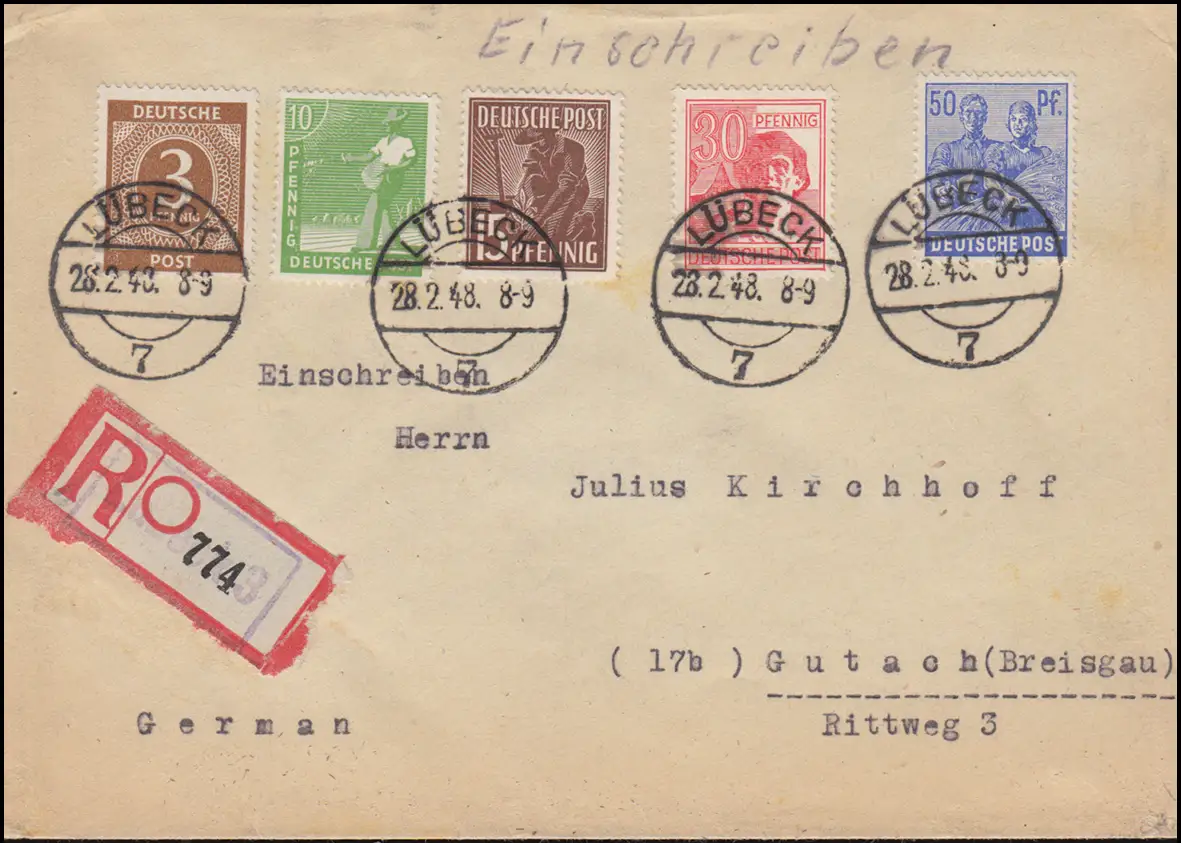 Einschreiben
DEUTSCHE
3
PFENNIG
POST
10
PFENNIG
DEUTSCHE
DEUTSCHE POST
15 PFENNIG
30 PFENNIG
DEUTSCHE POST
50 Pf.
DEUTSCHE POS
LÜBECK
28.2.48. 8-9
7
LÜBECK
28.2.48. 8-9
7
LÜBECK
28.2.48. 8-9
7
LÜBECK
28.2.48. 8-9
7
Einschreiben
Herrn
Julius Kirchhoff
R
774
(17b) Gutach (Breisgau)
Rittweg 3
German